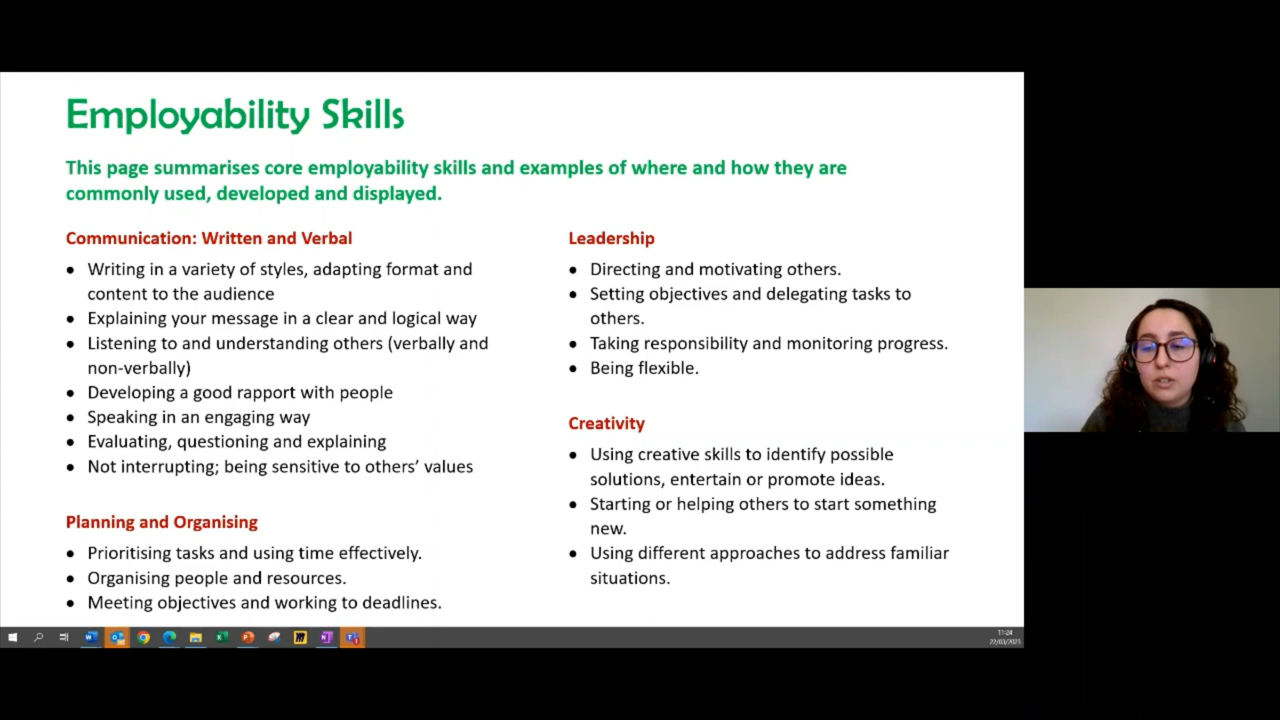 Employability Skills
This page summarises core employability skills and examples of where and how they are
commonly used, developed and displayed.
Communication: Written and Verbal
• Writing in a variety of styles, adapting format and
content to the audience
• Explaining your message in a clear and logical way
• Listening to and understanding others (verbally and
non-verbally)
• Developing a good rapport with people
• Speaking in an engaging way
• Evaluating, questioning and explaining
• Not interrupting; being sensitive to others’ values
Planning and Organising
• Prioritising tasks and using time effectively.
• Organising people and resources.
• Meeting objectives and working to deadlines.
Leadership
• Directing and motivating others.
• Setting objectives and delegating tasks to
others.
• Taking responsibility and monitoring progress.
• Being flexible.
Creativity
• Using creative skills to identify possible
solutions, entertain or promote ideas.
• Starting or helping others to start something
new.
• Using different approaches to address familiar
situations.
11:24